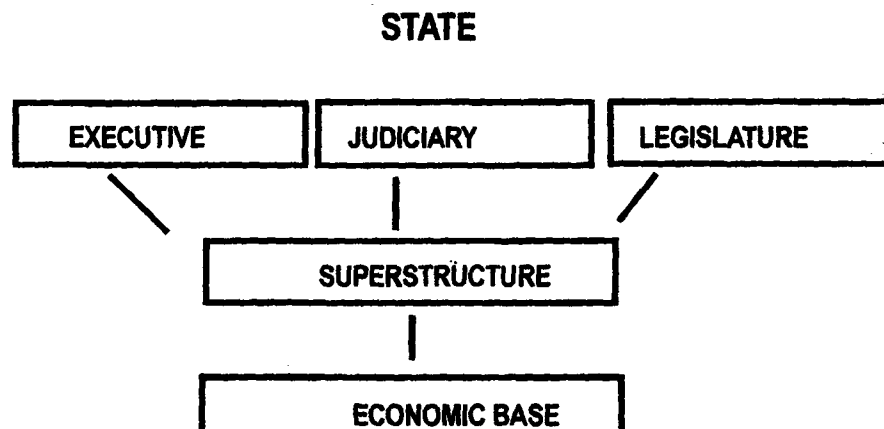 STATE
EXECUTIVE JUDICIARY LEGISLATURE
SUPERSTRUCTURE
ECONOMIC BASE